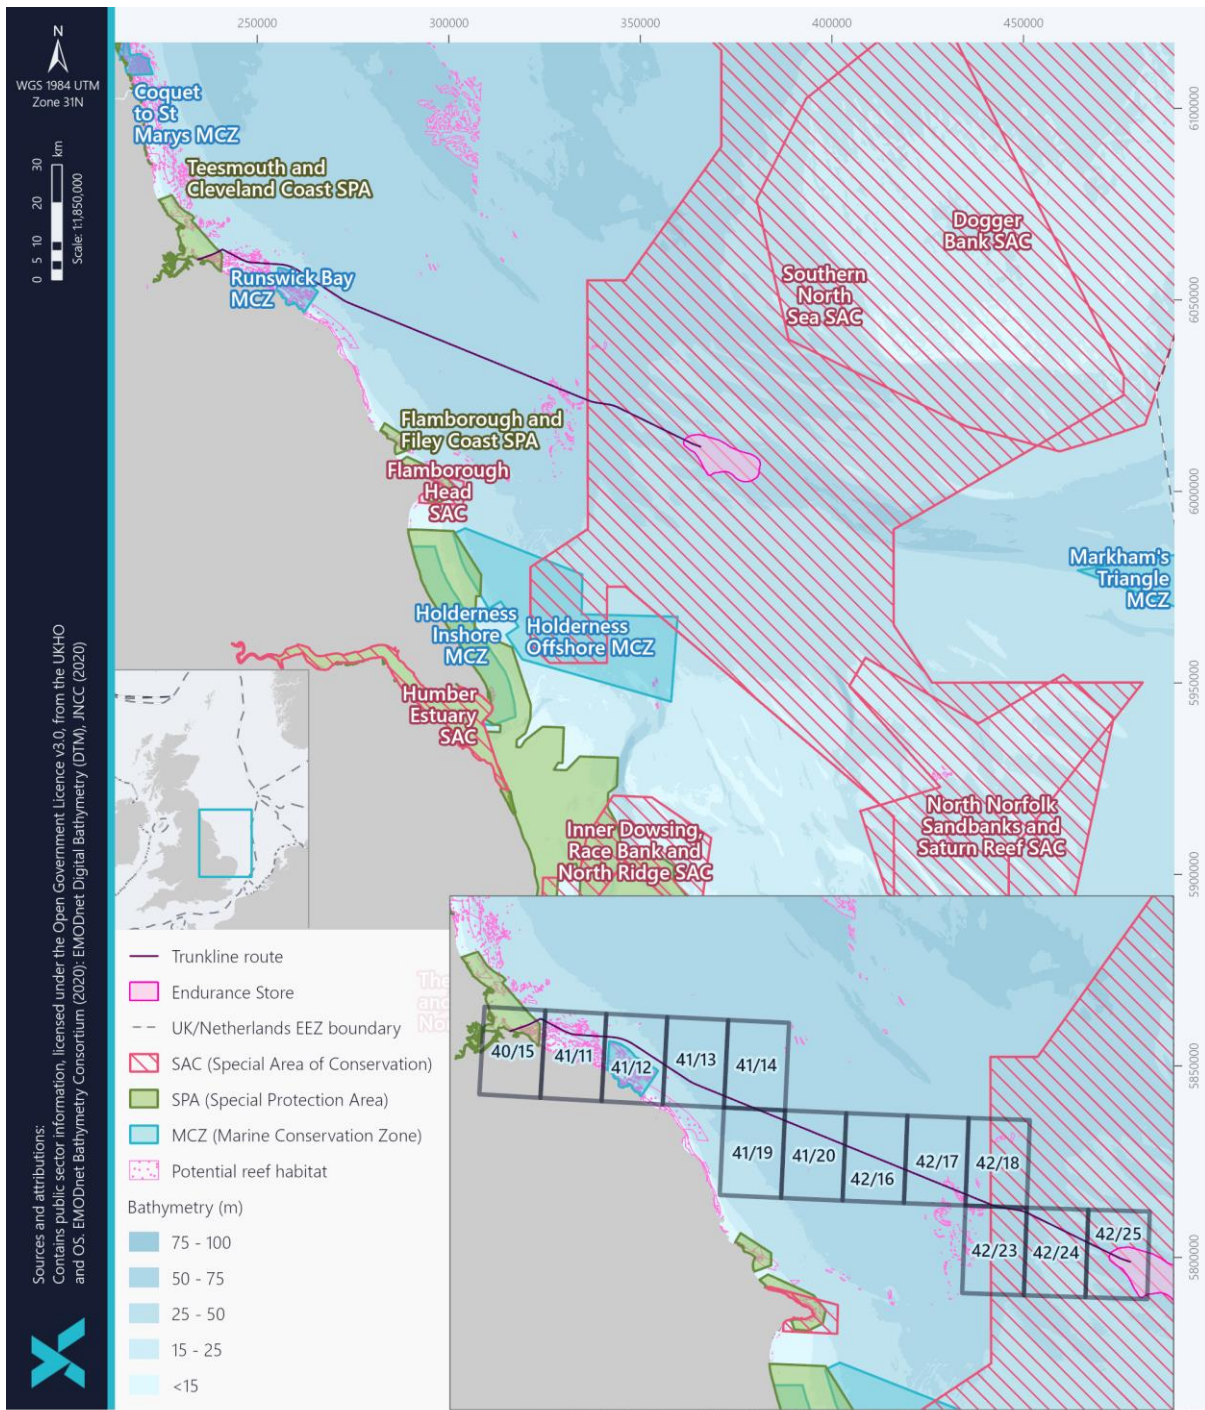 250000
300000
350000
400000
450000
N
WGS 1984 UTM
Zone 31N
0 5 10 20 30
km
Scale: 1:1,850,000
Coquet
to St
Marys MCZ
Teesmouth and
Cleveland Coast SPA
Runswick Bay
MCZ
Dogger
Bank SAC
Southern
North
Sea SAC
Flamborough and
Filey Coast SPA
Flamborough
Head
SAC
Markham's
Triangle
MCZ
Holderness
Inshore
MCZ
Holderness
Offshore MCZ
Humber
Estuary
SAC
Inner Dowsing,
Race Bank and
North Ridge SAC
North Norfolk
Sandbanks and
Saturn Reef SAC
6100000
6050000
6000000
5950000
5900000
5850000
5800000
Trunkline route
Endurance Store
UK/Netherlands EEZ boundary
SAC (Special Area of Conservation)
SPA (Special Protection Area)
MCZ (Marine Conservation Zone)
Potential reef habitat
Bathymetry (m)
75 - 100
50 - 75
25 - 50
15 - 25
<15
The
and
No
40/15
41/11
41/12
41/13
41/14
41/19
41/20
42/16
42/17
42/18
42/23
42/24
42/25
Sources and attributions:
Contains public sector information, licensed under the Open Government Licence v3.0, from the UKHO
and OS. EMODnet Bathymetry Consortium (2020): EMODnet Digital Bathymetry (DTM), JNCC (2020)